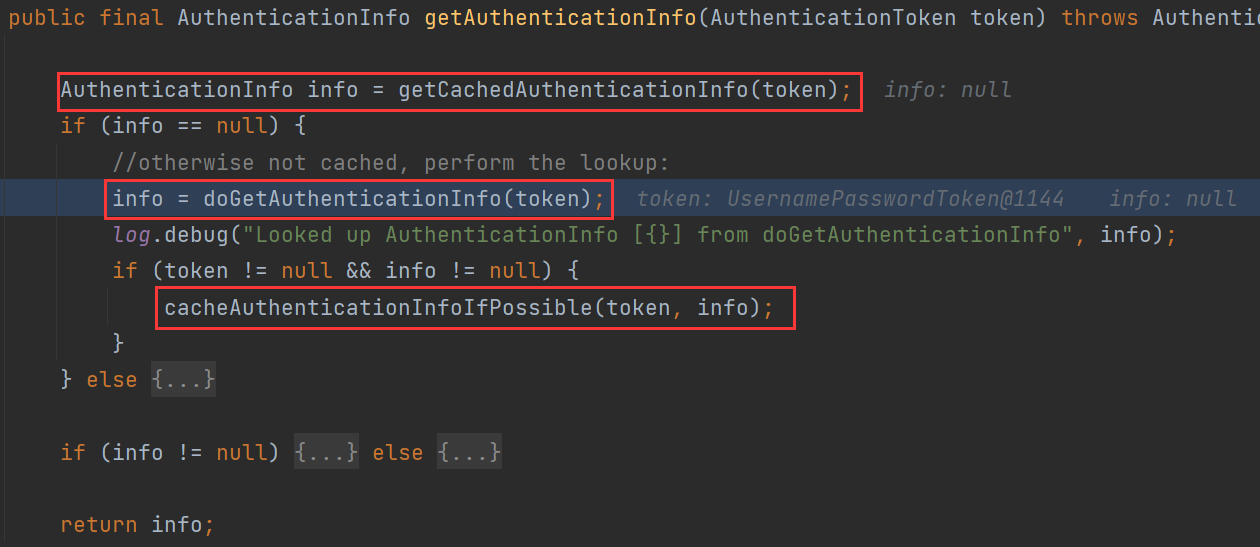 public final AuthenticationInfo getAuthenticationInfo(AuthenticationToken token) throws Authentic
AuthenticationInfo info = getCachedAuthenticationInfo(token); info: null
if (info == null) {
//otherwise not cached, perform the lookup:
info = doGetAuthenticationInfo(token); token: UsernamePasswordToken@1144 info: null
log.debug("Looked up AuthenticationInfo [{}] from doGetAuthenticationInfo", info);
if (token != null && info != null) {
cacheAuthenticationInfoIfPossible(token, info);
}
} else {...}
if (info != null) {...} else {...}
return info;